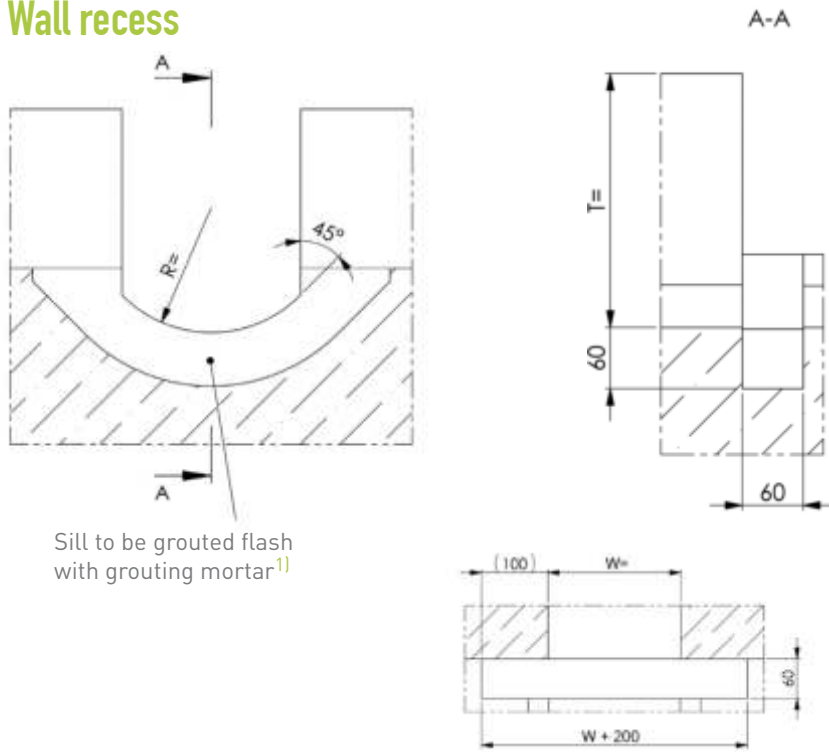 Wall recess
A-A
A
R=
45°
A
Sill to be grouted flash
with grouting mortar1)
T=
60
60
(100)
W=
60
W + 200